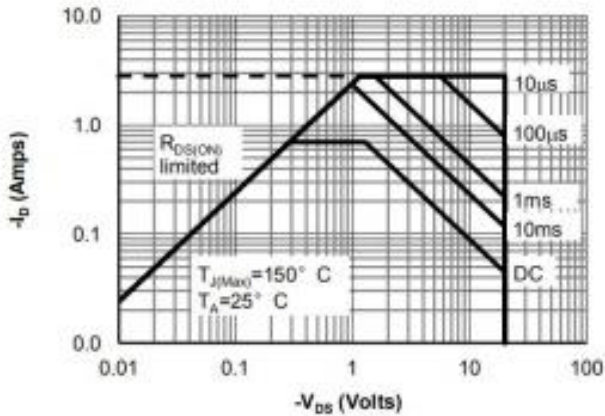 10.0
1.0
0.1
0.0
-I_D (Amps)
R_DS(ON)
limited
T_J(Max)=150° C
T_A=25° C
10µs
100µs
1ms
10ms
DC
0.01
0.1
1
10
100
-V_DS (Volts)